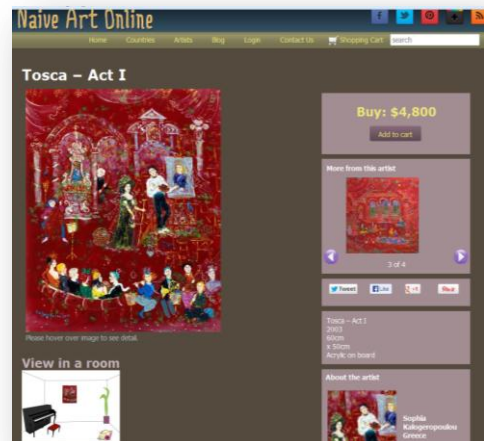 Naive Art Online
Home Countries Artists Blog Login Contact Us Shopping Cart search
Tosca – Act I
Please hover over image to see detail.
View in a room
Buy: $4,800
Add to cart
More from this artist
3 of 4
Tweet Like +1 Pin it
Tosca – Act I
2003
60cm
x 50cm
Acrylic on board
About the artist
Sophia
Kalogeropoulou
Greece